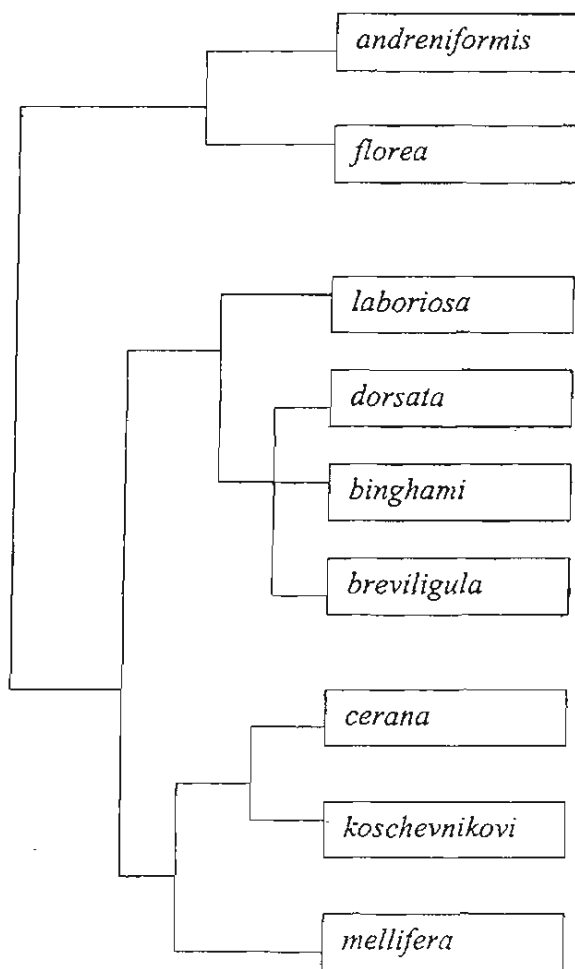 andreniformis
florea
laboriosa
dorsata
binghami
breviligula
cerana
koschevnikovi
mellifera